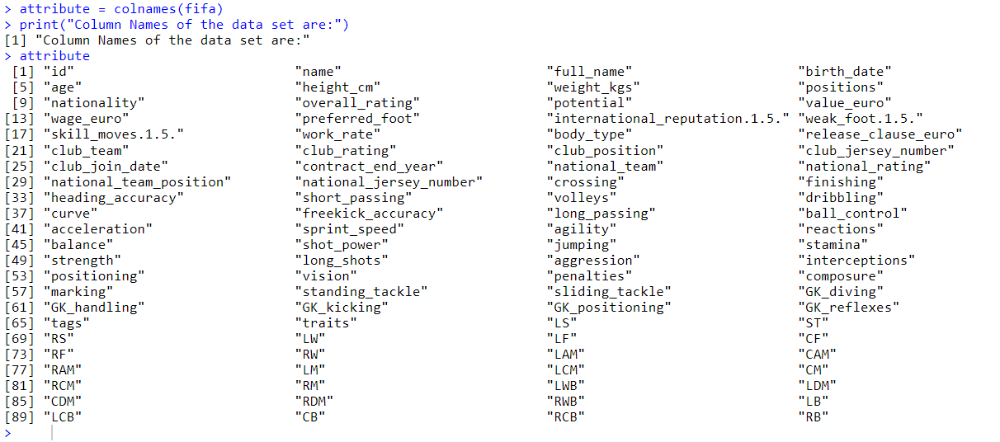 > attribute = colnames(fifa)
> print("Column Names of the data set are:")
[1] "Column Names of the data set are:"
> attribute
 [1] "id"                           "name"                         "full_name"                    "birth_date"
 [5] "age"                          "height_cm"                    "weight_kgs"                   "positions"
 [9] "nationality"                  "overall_rating"               "potential"                    "value_euro"
[13] "wage_euro"                    "preferred_foot"               "international_reputation.1.5." "weak_foot.1.5."
[17] "skill_moves.1.5."             "work_rate"                    "body_type"                    "release_clause_euro"
[21] "club_team"                    "club_rating"                  "club_position"                "club_jersey_number"
[25] "club_join_date"               "contract_end_year"            "national_team"                "national_rating"
[29] "national_team_position"       "national_jersey_number"       "crossing"                     "finishing"
[33] "heading_accuracy"             "short_passing"                "volleys"                      "dribbling"
[37] "curve"                        "freekick_accuracy"            "long_passing"                 "ball_control"
[41] "acceleration"                 "sprint_speed"                 "agility"                      "reactions"
[45] "balance"                      "shot_power"                   "jumping"                      "stamina"
[49] "strength"                     "long_shots"                   "aggression"                   "interceptions"
[53] "positioning"                  "vision"                       "penalties"                    "composure"
[57] "marking"                      "standing_tackle"              "sliding_tackle"               "GK_diving"
[61] "GK_handling"                  "GK_kicking"                   "GK_positioning"               "GK_reflexes"
[65] "tags"                         "traits"                       "LS"                           "ST"
[69] "RS"                           "LW"                           "LF"                           "CF"
[73] "RF"                           "RW"                           "LAM"                          "CAM"
[77] "RAM"                          "LM"                           "LCM"                          "CM"
[81] "RCM"                          "RM"                           "LWB"                          "LDM"
[85] "CDM"                          "RDM"                          "RWB"                          "LB"
[89] "LCB"                          "CB"                           "RCB"                          "RB"
>